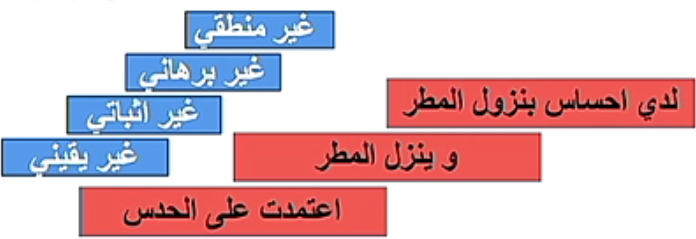 غير منطقي
غير برهاني
لدي احساس بنزول المطر
غير اثباتي
و ينزل المطر
غير يقيني
اعتمدت على الحدس